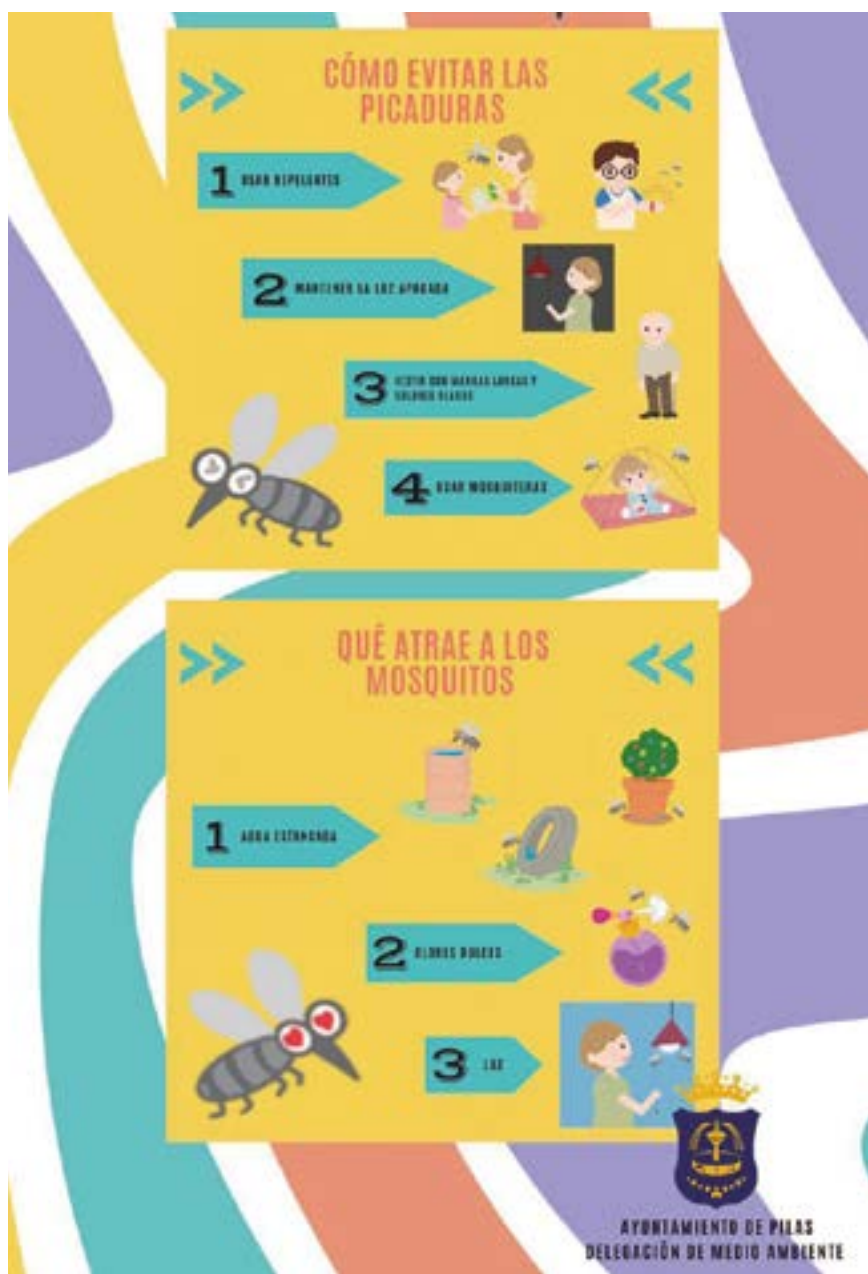 CÓMO EVITAR LAS
PICADURAS
1 USAR REPELENTES
2 MANTENER LA LUZ APAGADA
3 VESTIR CON MANGAS LARGAS Y
COLORES CLAROS
4 USAR MOSQUITERAS
QUÉ ATRAE A LOS
MOSQUITOS
1 AGUA ESTANCADA
2 OLORES DULCES
3 LUZ
AYUNTAMIENTO DE PILAS
DELEGACIÓN DE MEDIO AMBIENTE